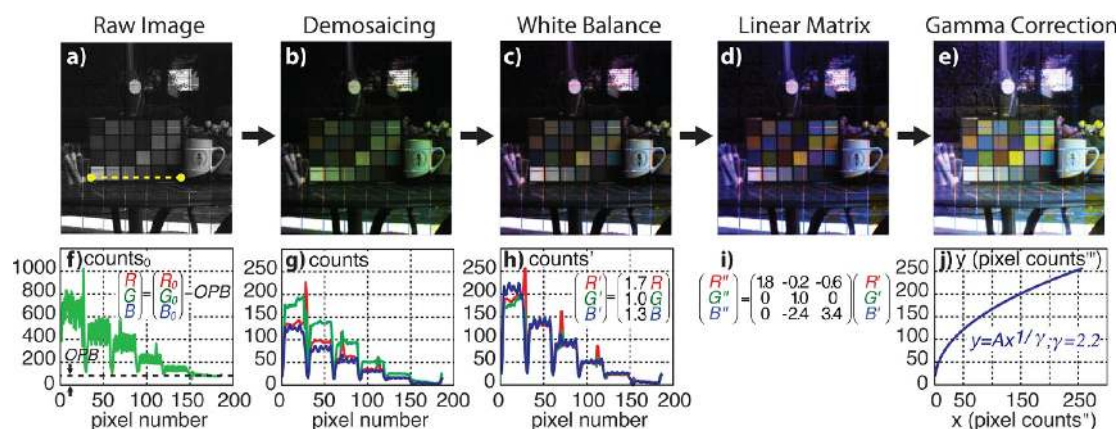 Raw Image
Demosaicing
White Balance
Linear Matrix
Gamma Correction
a)
b)
c)
d)
e)
f) counts₀
1000
800
600
400
200
0
(R G B) = (R₀ G₀ B₀) - OPB
OPB
0 50 100 150 200
pixel number
g) counts
250
200
150
100
50
0
0 50 100 150 200
pixel number
h) counts'
250
200
150
100
50
0
(R' G' B') = (1.7 R 1.0 G 1.3 B)
0 50 100 150 200
pixel number
i)
R'' 1.8 -0.2 -0.6 R'
G'' = 0 1.0 0 G'
B'' 0 -2.4 3.4 B'
j) y (pixel counts''')
250
200
150
100
50
0
y=Ax^1/γ; γ=2.2
0 50 150 250
x (pixel counts'')